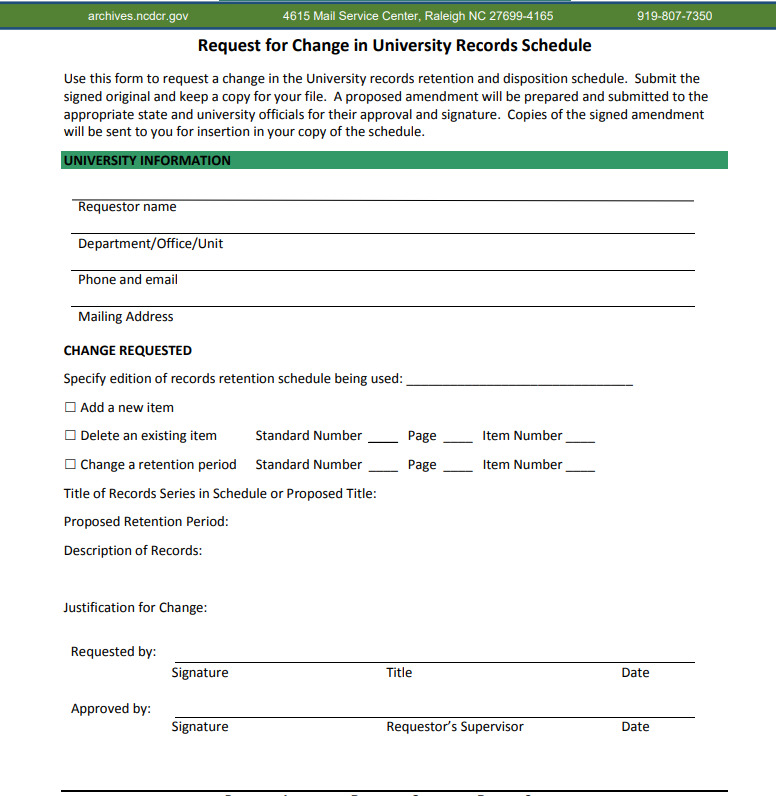 archives.ncdcr.gov 4615 Mail Service Center, Raleigh NC 27699-4165 919-807-7350
Request for Change in University Records Schedule
Use this form to request a change in the University records retention and disposition schedule. Submit the
signed original and keep a copy for your file. A proposed amendment will be prepared and submitted to the
appropriate state and university officials for their approval and signature. Copies of the signed amendment
will be sent to you for insertion in your copy of the schedule.
UNIVERSITY INFORMATION
Requestor name
Department/Office/Unit
Phone and email
Mailing Address
CHANGE REQUESTED
Specify edition of records retention schedule being used: _______________________________
☐ Add a new item
☐ Delete an existing item Standard Number ____ Page ____ Item Number ____
☐ Change a retention period Standard Number ____ Page ____ Item Number ____
Title of Records Series in Schedule or Proposed Title:
Proposed Retention Period:
Description of Records:
Justification for Change:
Requested by:
Signature Title Date
Approved by:
Signature Requestor’s Supervisor Date